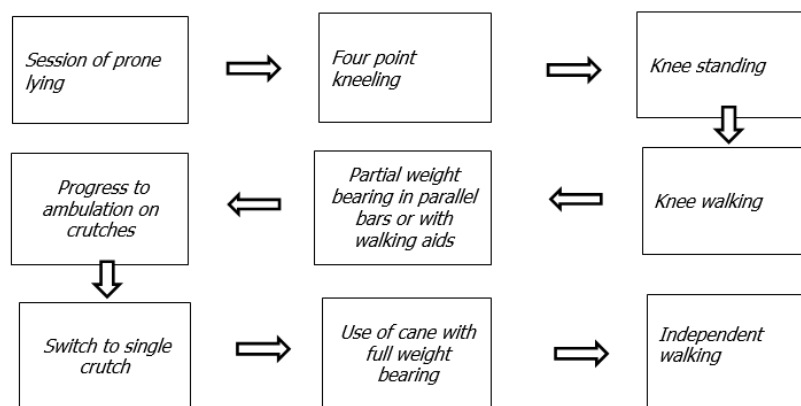 Session of prone
lying
Four point
kneeling
Knee standing
Knee walking
Partial weight
bearing in parallel
bars or with
walking aids
Progress to
ambulation on
crutches
Switch to single
crutch
Use of cane with
full weight
bearing
Independent
walking